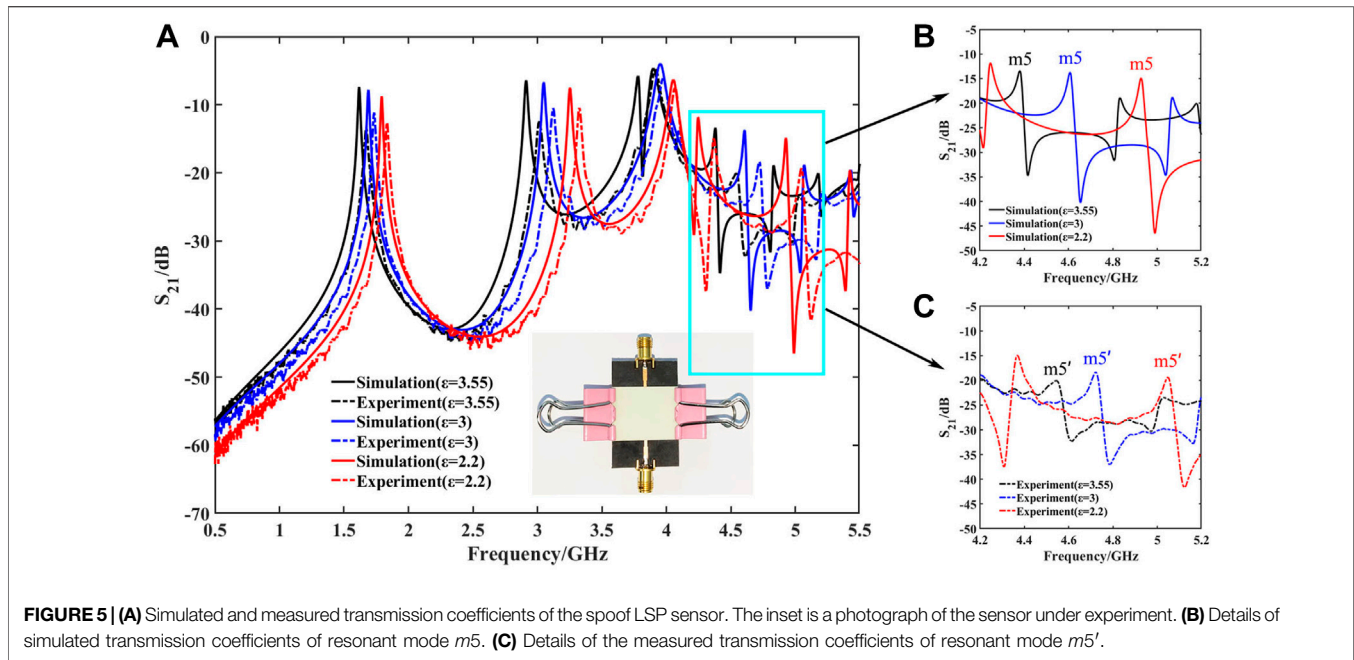 A
S21/dB
0
-10
-20
-30
-40
-50
-60
-70
0.5 1 1.5 2 2.5 3 3.5 4 4.5 5 5.5
Frequency/GHz
Simulation(ε=3.55)
Experiment(ε=3.55)
Simulation(ε=3)
Experiment(ε=3)
Simulation(ε=2.2)
Experiment(ε=2.2)
B
S21/dB
-5
-10
-15
-20
-25
-30
-35
-40
-45
-50
m5 m5 m5
Simulation(ε=3.55)
Simulation(ε=3)
Simulation(ε=2.2)
4.2 4.4 4.6 4.8 5 5.2
Frequency/GHz
C
S21/dB
-5
-10
-15
-20
-25
-30
-35
-40
-45
-50
m5' m5' m5'
Experiment(ε=3.55)
Experiment(ε=3)
Experiment(ε=2.2)
4.2 4.4 4.6 4.8 5 5.2
Frequency/GHz
FIGURE 5 | (A) Simulated and measured transmission coefficients of the spoof LSP sensor. The inset is a photograph of the sensor under experiment. (B) Details of
simulated transmission coefficients of resonant mode m5. (C) Details of the measured transmission coefficients of resonant mode m5′.